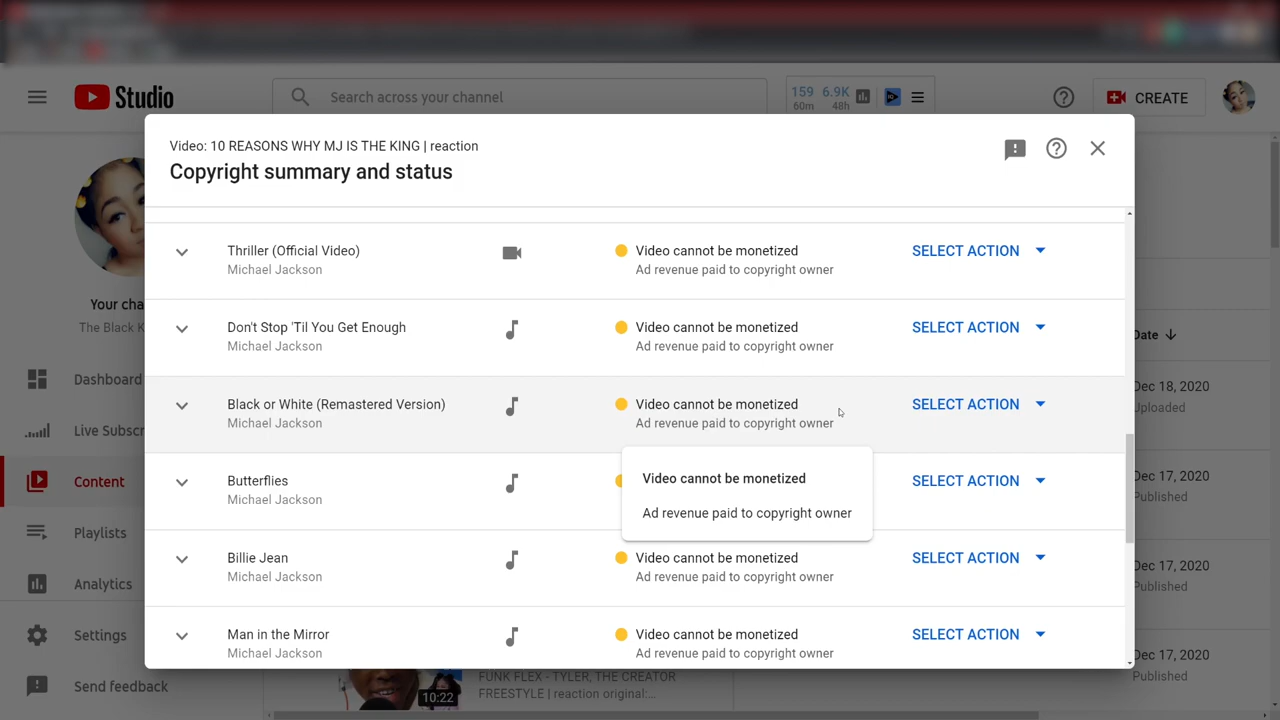 Studio
Search across your channel
159 6.9K
60m 48h
CREATE
Video: 10 REASONS WHY MJ IS THE KING | reaction
Copyright summary and status
Thriller (Official Video)
Michael Jackson
Video cannot be monetized
Ad revenue paid to copyright owner
SELECT ACTION
Don't Stop 'Til You Get Enough
Michael Jackson
Video cannot be monetized
Ad revenue paid to copyright owner
SELECT ACTION
Black or White (Remastered Version)
Michael Jackson
Video cannot be monetized
Ad revenue paid to copyright owner
SELECT ACTION
Butterflies
Michael Jackson
SELECT ACTION
Video cannot be monetized
Ad revenue paid to copyright owner
Billie Jean
Michael Jackson
Video cannot be monetized
Ad revenue paid to copyright owner
SELECT ACTION
Man in the Mirror
Michael Jackson
Video cannot be monetized
Ad revenue paid to copyright owner
SELECT ACTION
Your cha
The Black K
Dashboard
Live Subscr
Content
Playlists
Analytics
Settings
Send feedback
Date
Dec 18, 2020
Uploaded
Dec 17, 2020
Published
Dec 17, 2020
Published
Dec 17, 2020
Published
10:22
FUNK FLEX - TYLER, THE CREATOR
FREESTYLE | reaction original:...